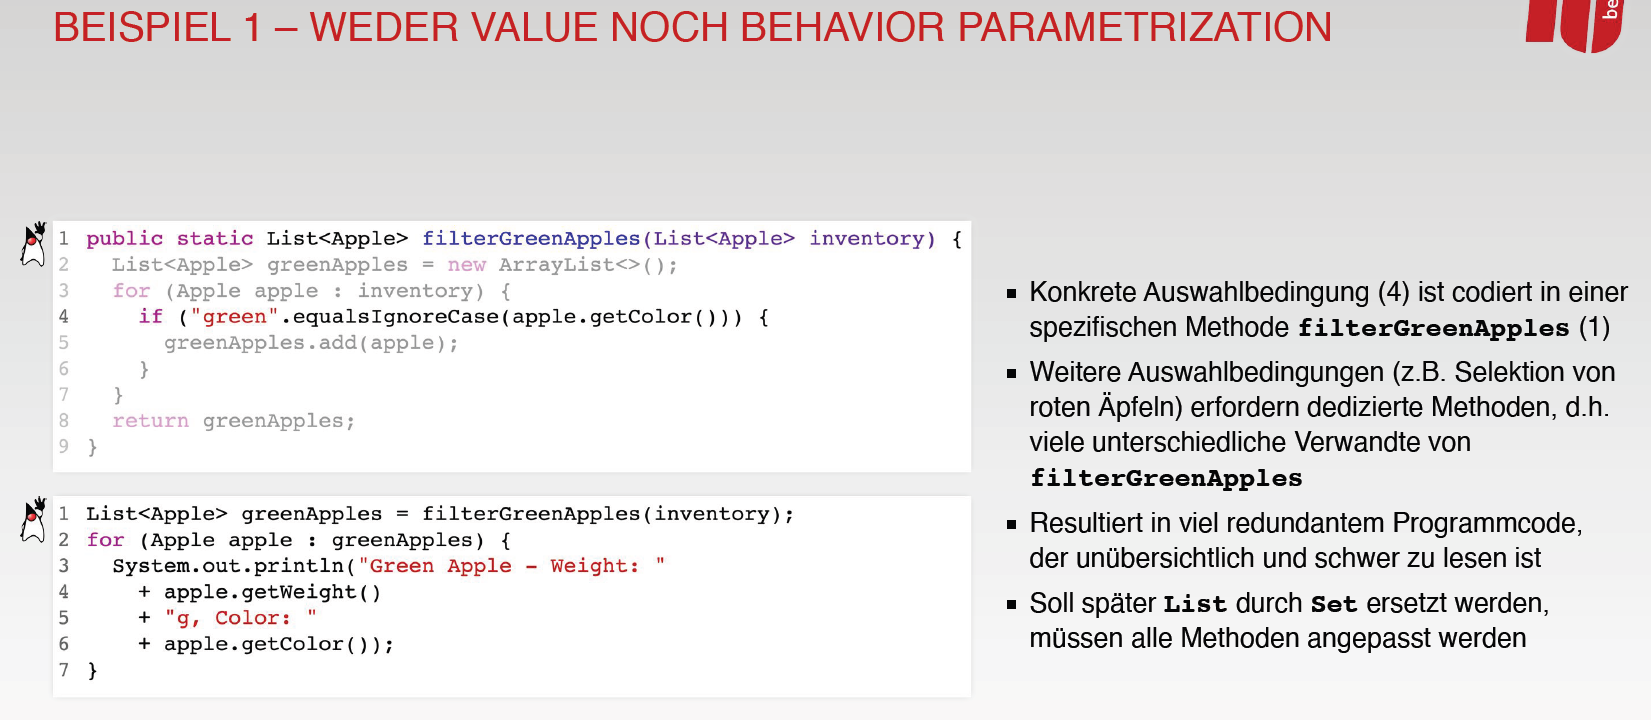 BEISPIEL 1 – WEDER VALUE NOCH BEHAVIOR PARAMETRIZATION
be
1 public static List<Apple> filterGreenApples(List<Apple> inventory) {
2   List<Apple> greenApples = new ArrayList<>();
3   for (Apple apple : inventory) {
4     if ("green".equalsIgnoreCase(apple.getColor())) {
5       greenApples.add(apple);
6     }
7   }
8   return greenApples;
9 }
1 List<Apple> greenApples = filterGreenApples(inventory);
2 for (Apple apple : greenApples) {
3   System.out.println("Green Apple – Weight: "
4     + apple.getWeight()
5     + "g, Color: "
6     + apple.getColor());
7 }
▪ Konkrete Auswahlbedingung (4) ist codiert in einer
spezifischen Methode filterGreenApples (1)
▪ Weitere Auswahlbedingungen (z.B. Selektion von
roten Äpfeln) erfordern dedizierte Methoden, d.h.
viele unterschiedliche Verwandte von
filterGreenApples
▪ Resultiert in viel redundantem Programmcode,
der unübersichtlich und schwer zu lesen ist
▪ Soll später List durch Set ersetzt werden,
müssen alle Methoden angepasst werden